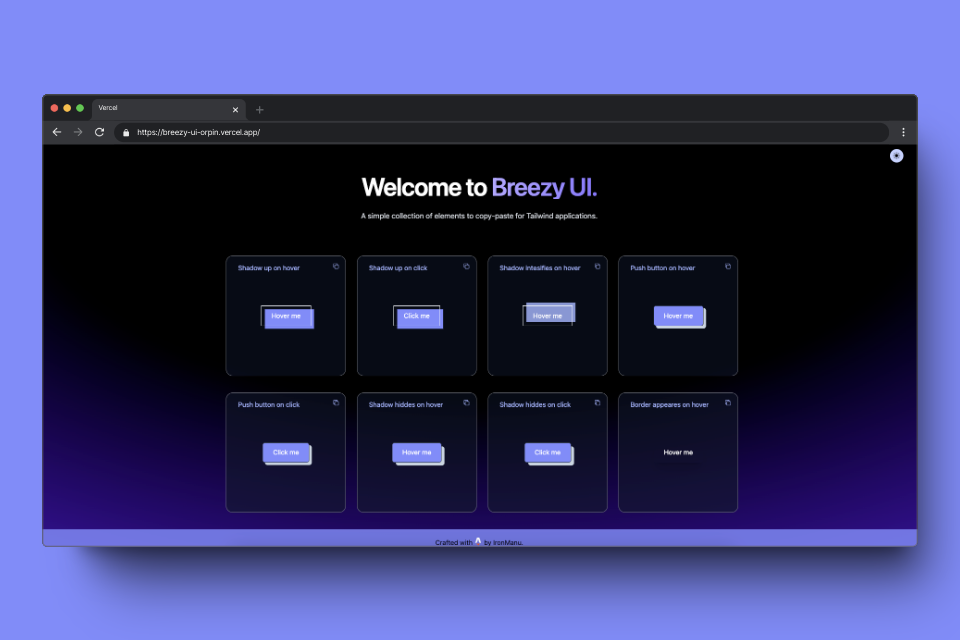 Vercel
https://breezy-ui-orpin.vercel.app/
Welcome to Breezy UI.
A simple collection of elements to copy-paste for Tailwind applications.
Shadow up on hover
Hover me
Shadow up on click
Click me
Shadow intesifies on hover
Hover me
Push button on hover
Hover me
Push button on click
Click me
Shadow hiddes on hover
Hover me
Shadow hiddes on click
Click me
Border appeares on hover
Hover me
Crafted with by IronManu.